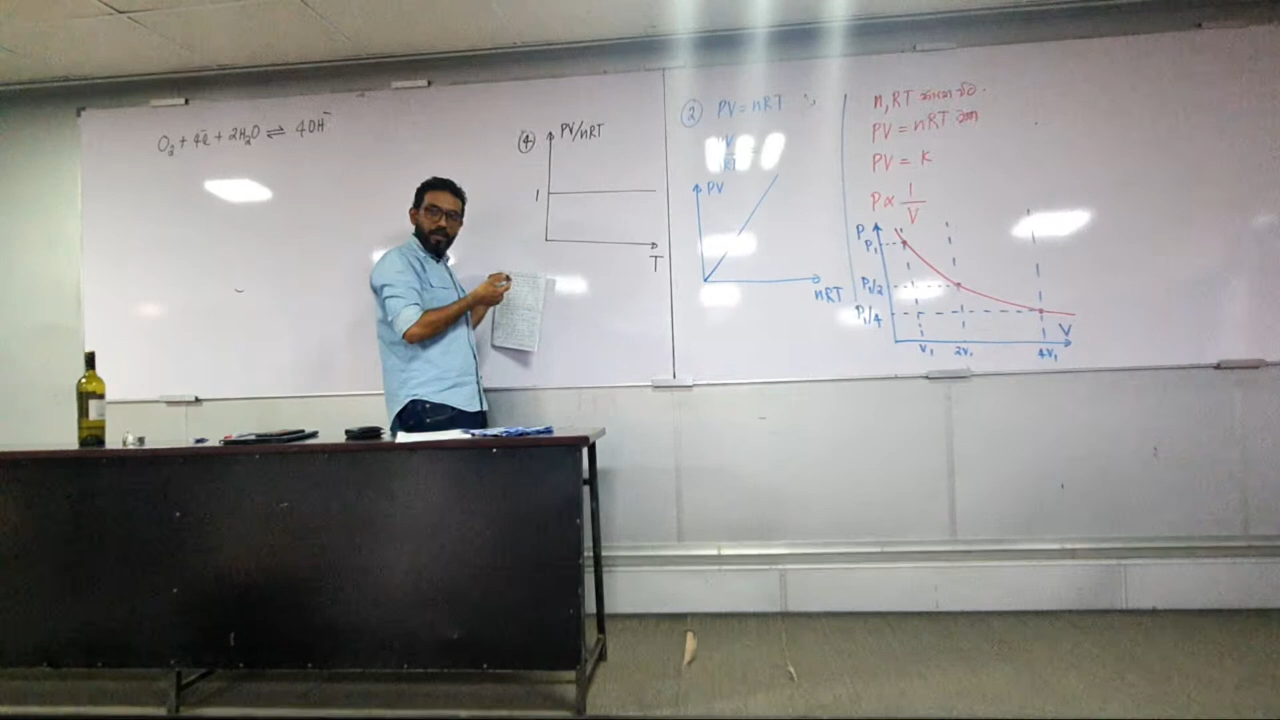 O₂ + 4e̅ + 2H₂O ⇌ 4OH⁻
④
PV/nRT
1
T
② PV = nRT
PV
nRT
n, RT
PV = nRT
PV = K
P ∝ 1/V
P
P₁
P₁/2
P₁/4
V₁ 2V₁ 4V₁
V